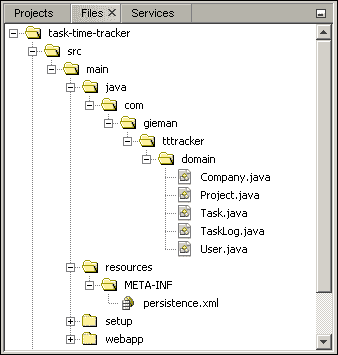 Projects Files Services
task-time-tracker
src
main
java
com
gieman
tttracker
domain
Company.java
Project.java
Task.java
TaskLog.java
User.java
resources
META-INF
persistence.xml
setup
webapp